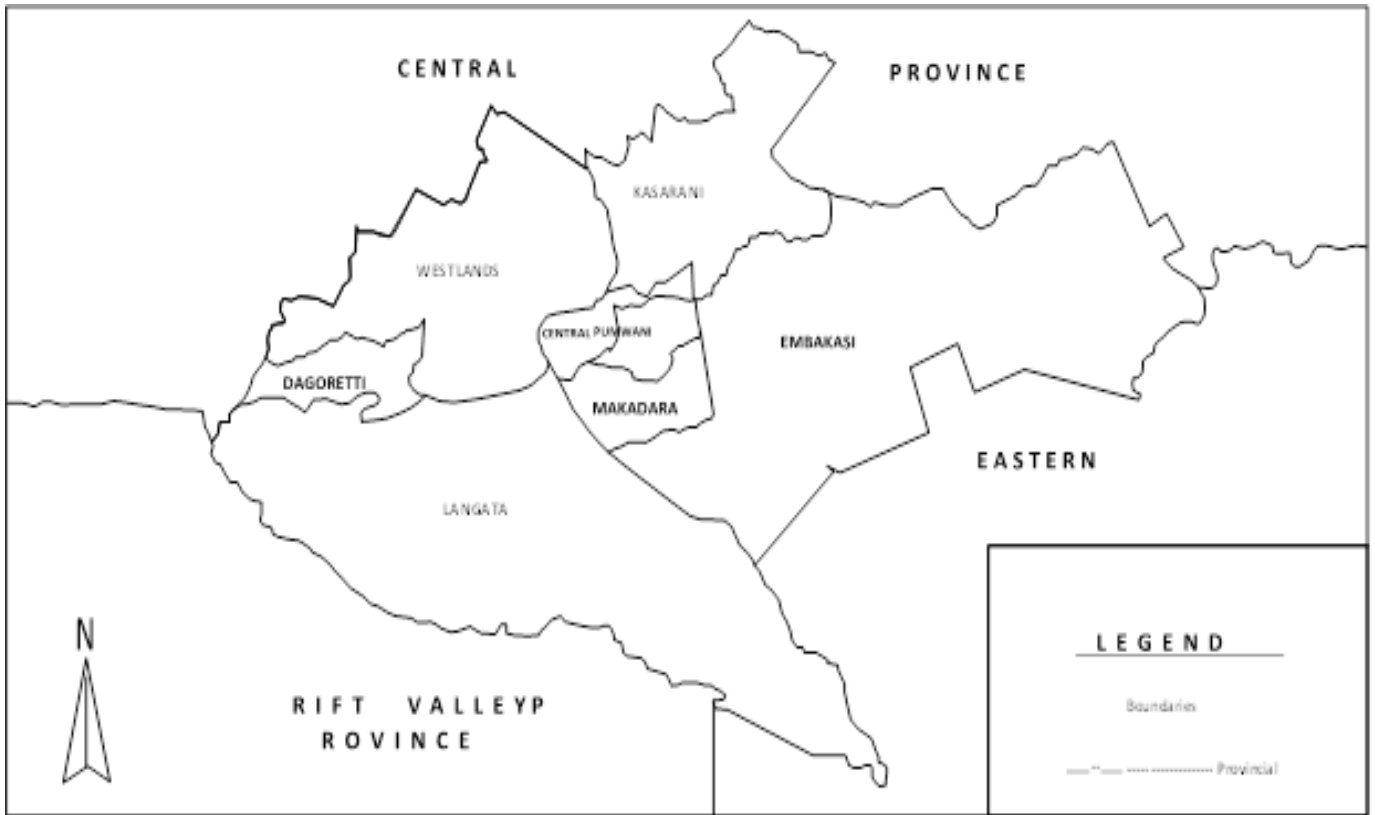 CENTRAL PROVINCE
KASARANI
WESTLANDS
CENTRAL PUMWANI
EMBAKASI
DAGORETTI
MAKADARA
EASTERN
LANGATA
N
LEGEND
Boundaries
RIFT VALLEYP
ROVINCE
Provincial